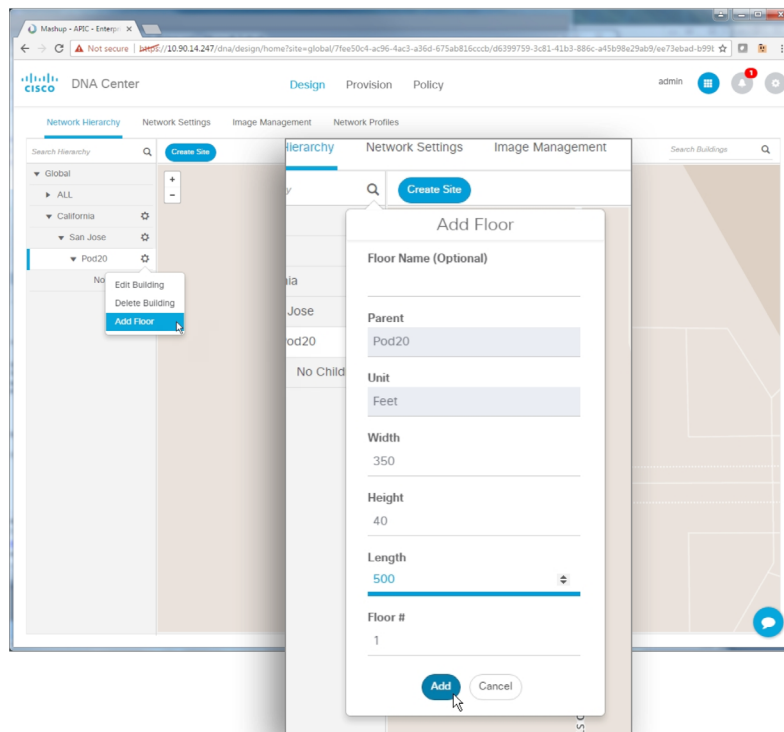 Mashup - APIC - Enterpri
Not secure | https://10.90.14.247/dna/design/home?site=global/7fee50c4-ac96-4ac3-a36d-675ab816cccb/d6399759-3c81-41b3-886c-a45b98e29ab9/ee73ebad-b99t
CISCO DNA Center
Design Provision Policy
admin
1
Network Hierarchy Network Settings Image Management Network Profiles
Search Hierarchy
Create Site
Search Buildings
Global
+
ALL
-
California
San Jose
Pod20
No
Edit Building
Delete Building
Add Floor
Hierarchy Network Settings Image Management
y
Create Site
Add Floor
Floor Name (Optional)
nia
Jose
Parent
Pod20
od20
No Child
Unit
Feet
Width
350
Height
40
Length
500
Floor #
1
Add Cancel